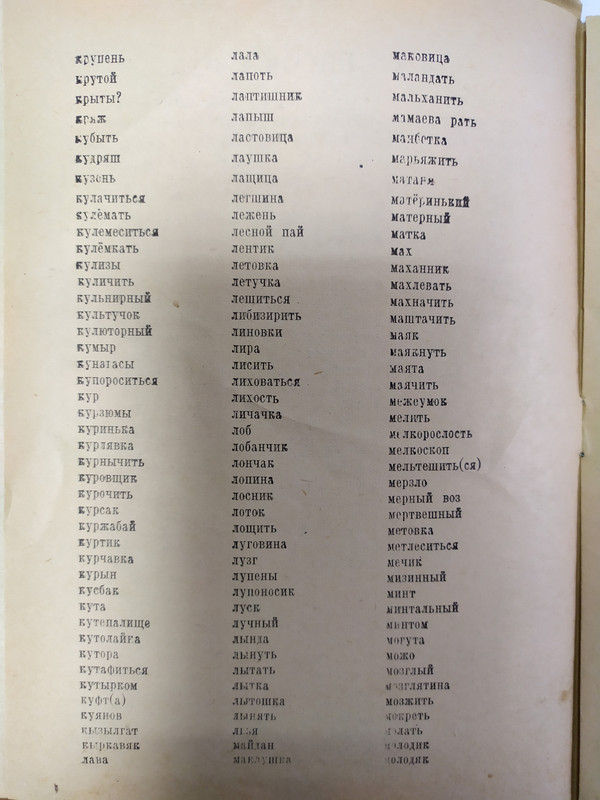 крупень
крутой
крыты?
кряж
кубыть
кудряш
кузень
кулачиться
кулёмать
кулемеситься
кулёмкать
кулизы
куличить
кульнирный
культучок
кулюторный
кумыр
кунагасы
купороситься
кур
курзюмы
куринька
курлявка
курнычить
куровщик
курочить
курсак
куржабай
куртик
курчавка
курын
кусбак
кута
кутепалище
кутолайка
кутора
кутафиться
кутырком
куфт(а)
куянов
кызылгат
кыркавяк
лава
лала
лапоть
лаптишник
лапыш
ластовица
лаушка
лащица
легшина
лежень
лесной пай
лентик
летовка
летучка
лешиться
либизирить
линовки
лира
лисить
лиховаться
лихость
личачка
лоб
лобанчик
лончак
лопина
лосник
лоток
лощить
луговина
лузг
лупены
лупоносик
луск
лучный
лында
лынуть
лытать
лытка
лытошка
лынять
майдан
маклушка
маковица
маландать
мальханить
мамаева рать
марьяжить
матерный
матка
мах
маханник
махлевать
махначить
маштачить
маяк
маякнуть
маята
маячить
межеумок
мелить
мелкорослость
мелкоскоп
мельтешить(ся)
мерзло
мерный воз
мертвешный
метовка
метлеситься
мечик
мизинный
минт
минтальный
минтом
могута
можо
мозглый
мозглятина
мозжить
мокреть
молодик
молодяк